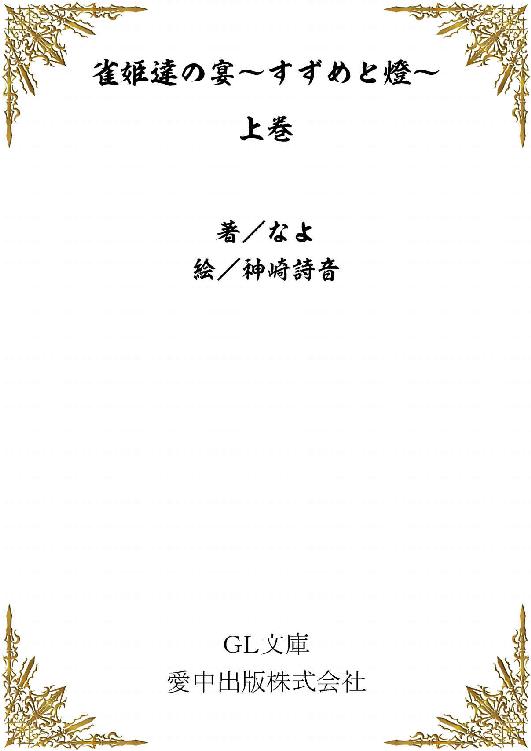 雀姫達の宴～すずめと燈～
上巻
著／なよ
絵／神崎詩音
GL文庫
愛中出版株式会社